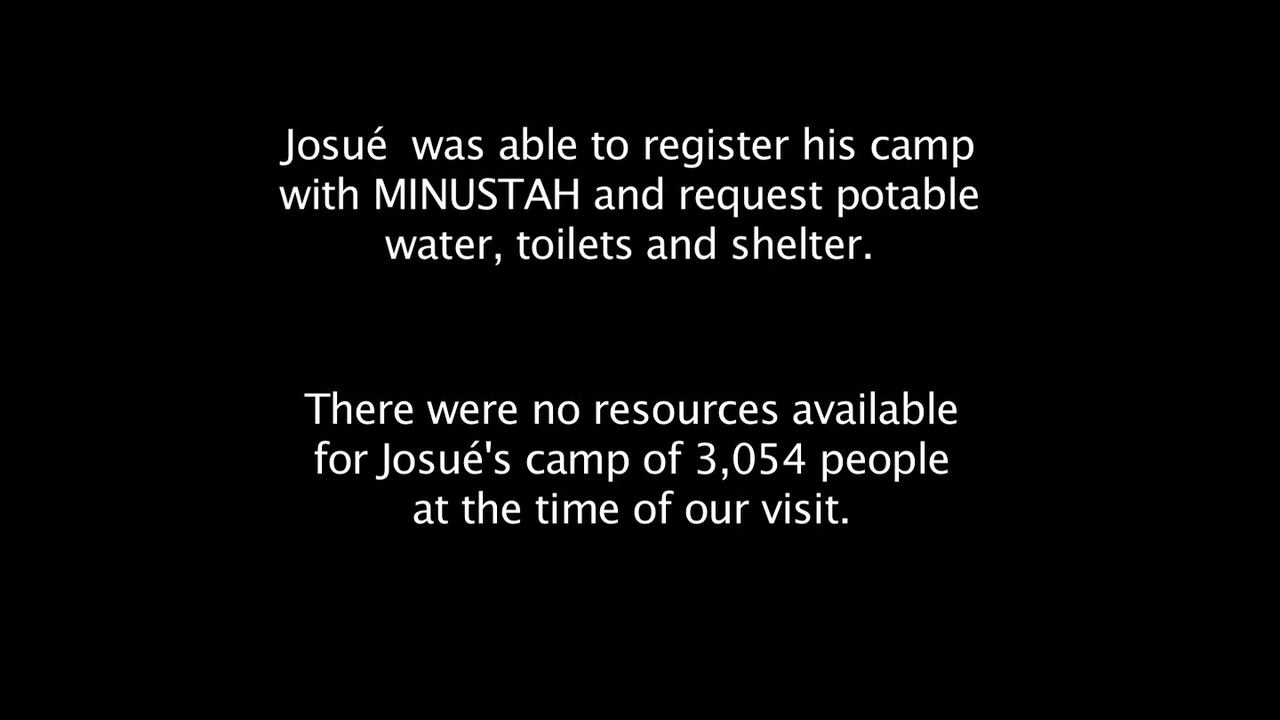 Josué  was able to register his camp
with MINUSTAH and request potable
water, toilets and shelter.
There were no resources available
for Josué's camp of 3,054 people
at the time of our visit.